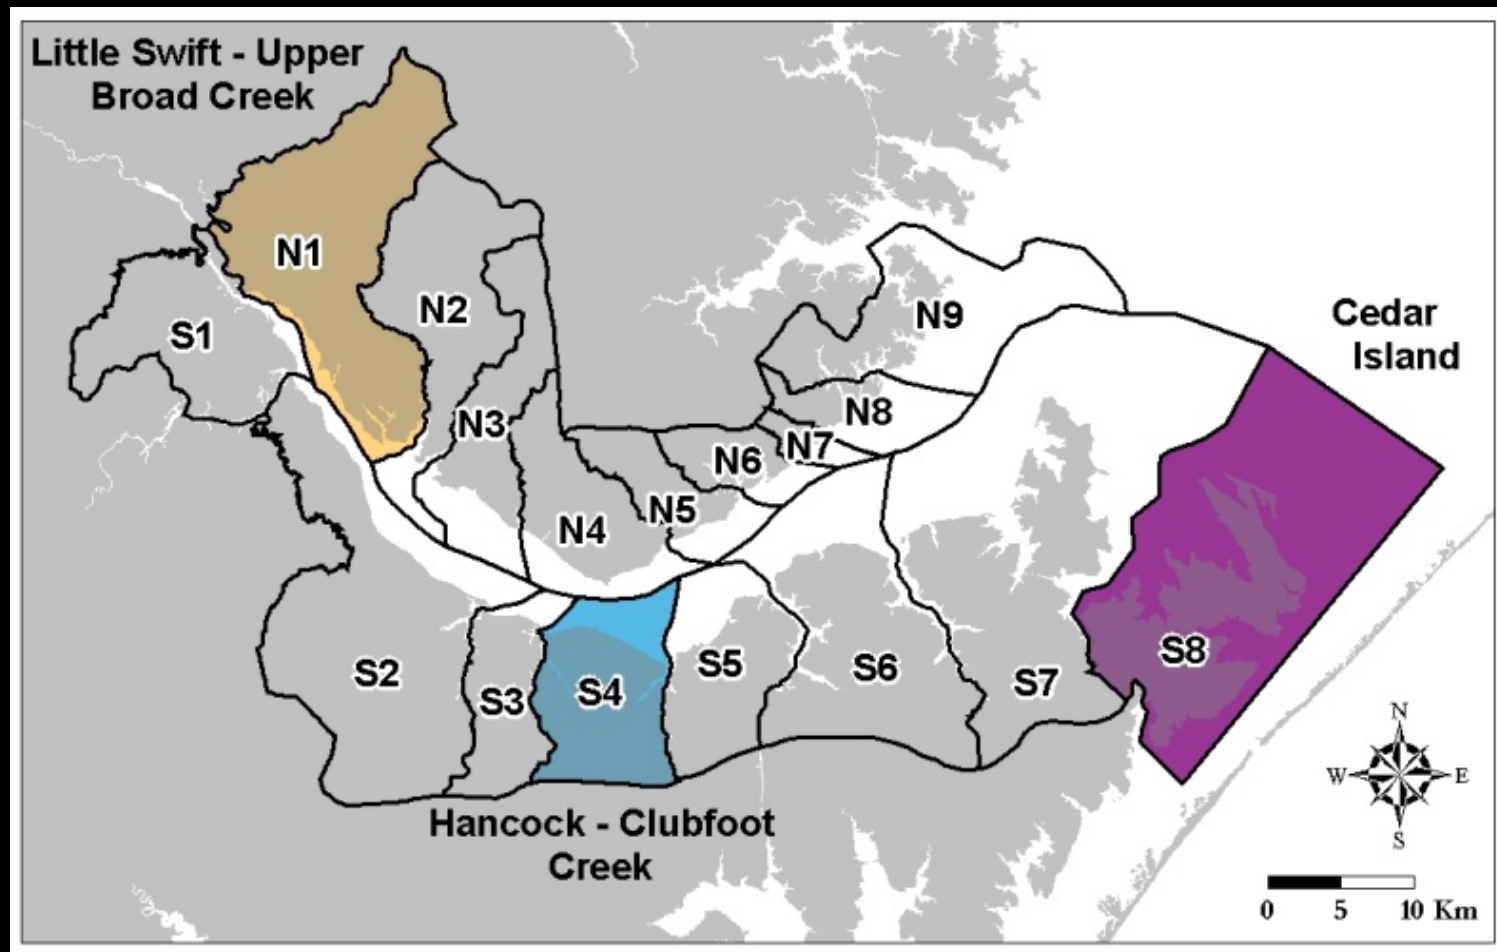 Little Swift - Upper
Broad Creek
N1
N2
S1
N9
Cedar
Island
N3
N8
N7
N6
N5
N4
S2
S3
S4
S5
S6
S7
S8
Hancock - Clubfoot
Creek
N
W E
S
0 5 10 Km